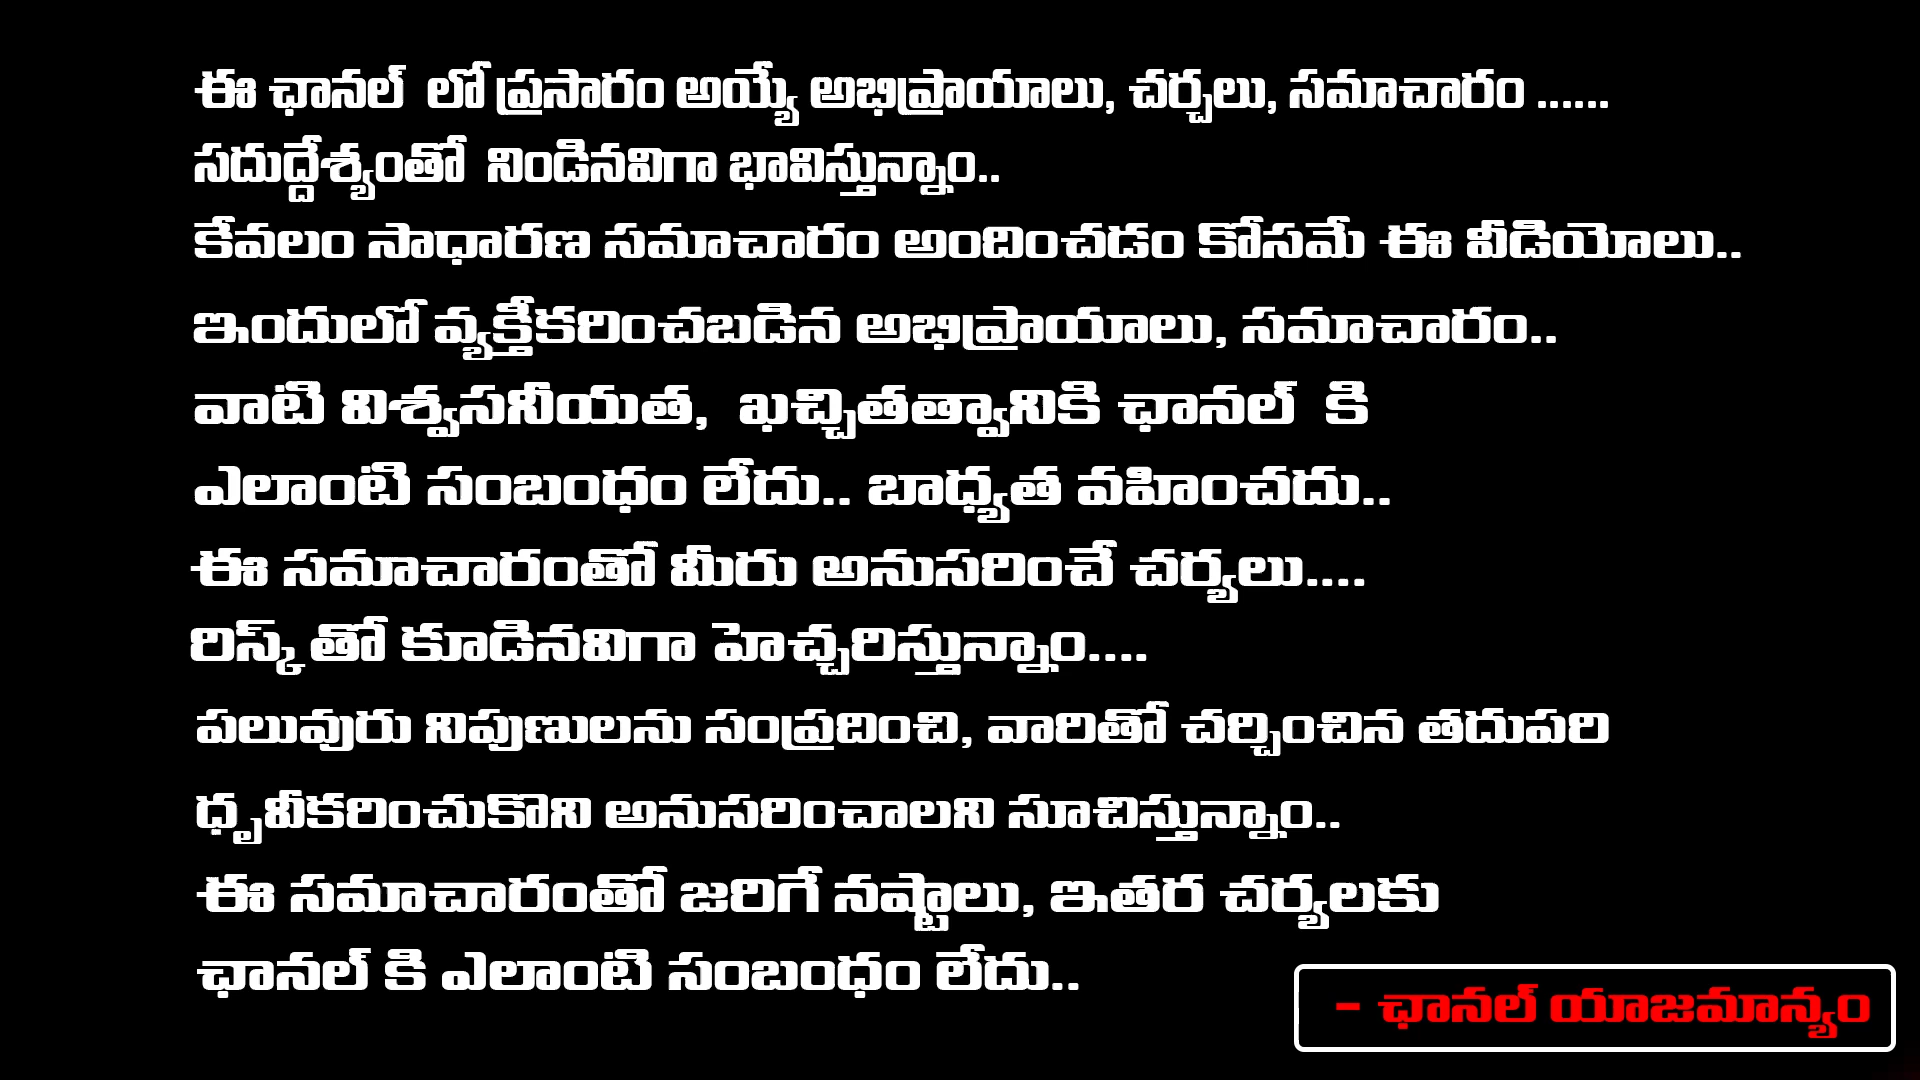 ఈ ఛానల్ లో ప్రసారం అయ్యే అభిప్రాయాలు, చర్చలు, సమాచారం ......
సదుద్దేశ్యంతో నిండినవిగా భావిస్తున్నాం..
కేవలం సాధారణ సమాచారం అందించడం కోసమే ఈ వీడియోలు..
ఇందులో వ్యక్తీకరించబడిన అభిప్రాయాలు, సమాచారం..
వాటి విశ్వసనీయత, ఖచ్చితత్వానికి ఛానల్ కి
ఎలాంటి సంబంధం లేదు.. బాధ్యత వహించదు..
ఈ సమాచారంతో మీరు అనుసరించే చర్యలు....
రిస్క్ తో కూడినవిగా హెచ్చరిస్తున్నాం....
పలువురు నిపుణులను సంప్రదించి, వారితో చర్చించిన తదుపరి
ధృవీకరించుకొని అనుసరించాలని సూచిస్తున్నాం..
ఈ సమాచారంతో జరిగే నష్టాలు, ఇతర చర్యలకు
ఛానల్ కి ఎలాంటి సంబంధం లేదు..
- ఛానల్ యాజమాన్యం